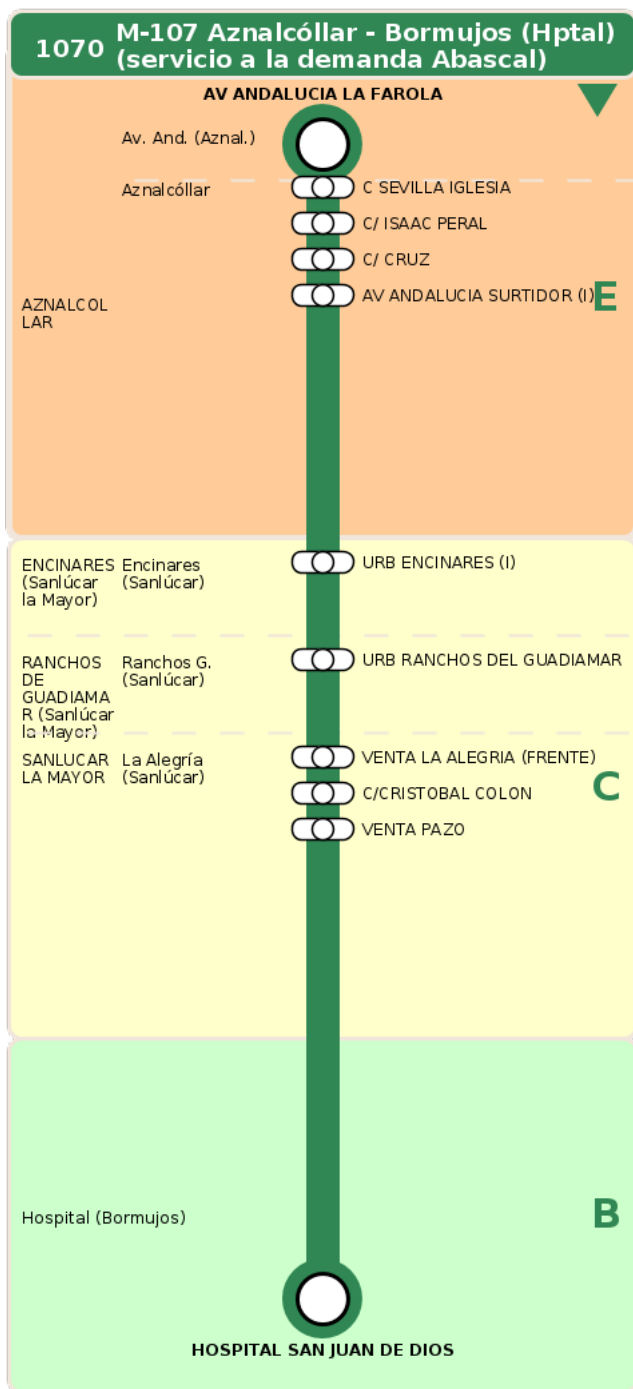 1070
M-107 Aznalcóllar - Bormujos (Hptal)
(servicio a la demanda Abascal)
AV ANDALUCIA LA FAROLA
Av. And. (Aznal.)
Aznalcóllar
C SEVILLA IGLESIA
C/ ISAAC PERAL
C/ CRUZ
AV ANDALUCIA SURTIDOR (I)
E
AZNALCOL
LAR
ENCINARES
(Sanlúcar
la Mayor)
Encinares
(Sanlúcar)
URB ENCINARES (I)
RANCHOS
DE
GUADIAMA
R (Sanlúcar
la Mayor)
Ranchos G.
(Sanlúcar)
URB RANCHOS DEL GUADIAMAR
SANLUCAR
LA MAYOR
La Alegría
(Sanlúcar)
VENTA LA ALEGRIA (FRENTE)
C/CRISTOBAL COLON
VENTA PAZO
C
Hospital (Bormujos)
B
HOSPITAL SAN JUAN DE DIOS